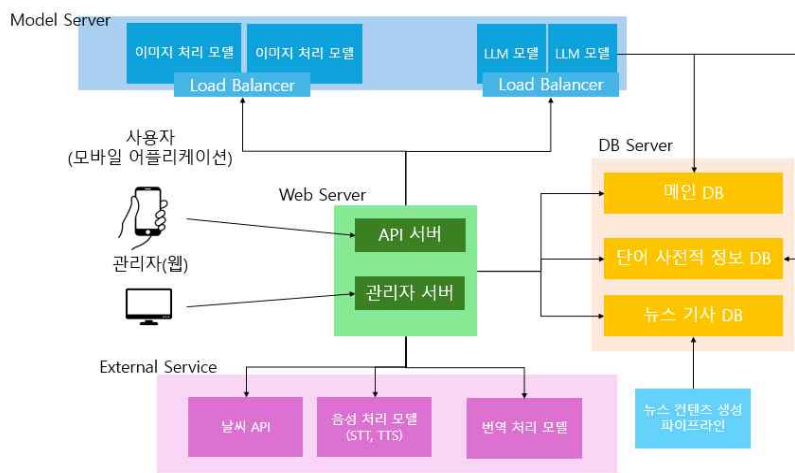 Model Server
이미지 처리 모델
이미지 처리 모델
LLM 모델
LLM 모델
Load Balancer
Load Balancer
사용자
(모바일 어플리케이션)
DB Server
Web Server
메인 DB
API 서버
관리자(웹)
단어 사전적 정보 DB
관리자 서버
뉴스 기사 DB
External Service
날씨 API
음성 처리 모델
(STT, TTS)
번역 처리 모델
뉴스 컨텐츠 생성
파이프라인